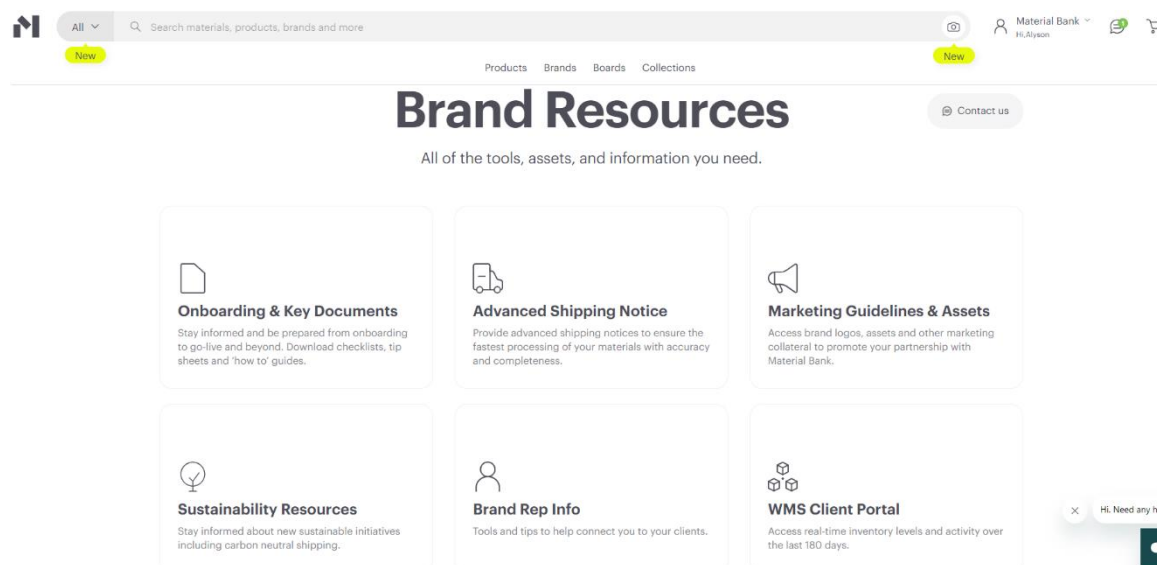 All
Search materials, products, brands and more
Material Bank
Hi, Alyson
1
New
New
Products Brands Boards Collections
Brand Resources
Contact us
All of the tools, assets, and information you need.
Onboarding & Key Documents
Stay informed and be prepared from onboarding
to go-live and beyond. Download checklists, tip
sheets and 'how to' guides.
Advanced Shipping Notice
Provide advanced shipping notices to ensure the
fastest processing of your materials with accuracy
and completeness.
Marketing Guidelines & Assets
Access brand logos, assets and other marketing
collateral to promote your partnership with
Material Bank.
Sustainability Resources
Stay informed about new sustainable initiatives
including carbon neutral shipping.
Brand Rep Info
Tools and tips to help connect you to your clients.
WMS Client Portal
Access real-time inventory levels and activity over
the last 180 days.
Hi. Need any h